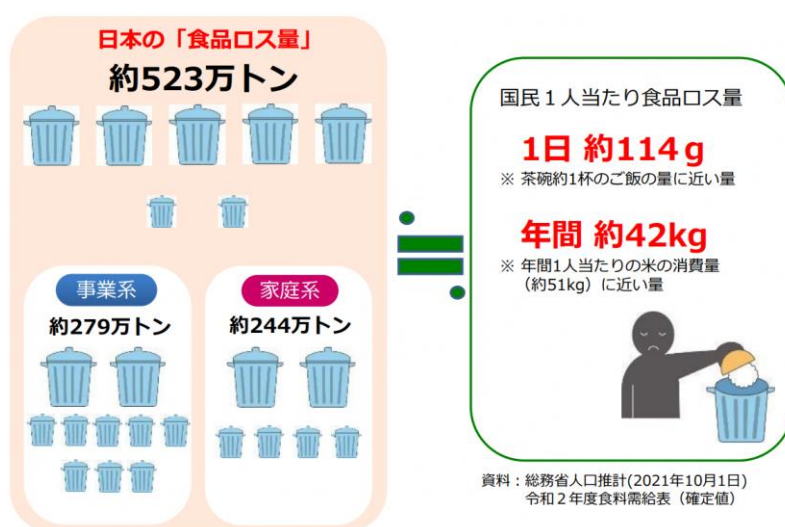 日本の「食品ロス量」
約523万トン
事業系
約279万トン
家庭系
約244万トン
国民１人当たり食品ロス量
1日 約114ｇ
※ 茶碗約1杯のご飯の量に近い量
年間 約42kg
※ 年間1人当たりの米の消費量
（約51kg）に近い量
資料：総務省人口推計(2021年10月1日)
令和２年度食料需給表（確定値）